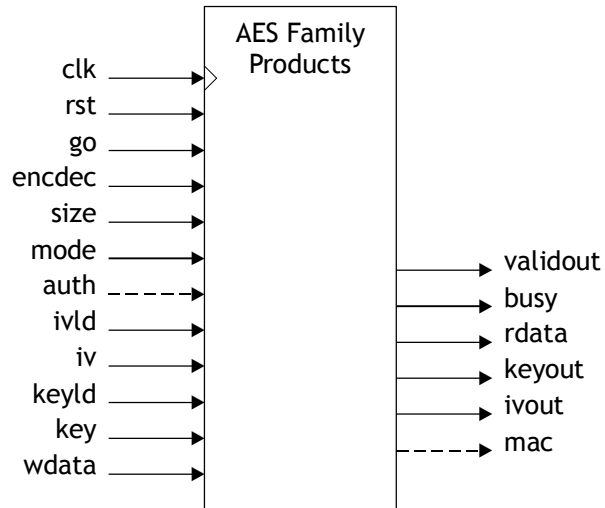 AES Family
Products
clk
rst
go
encdec
size
mode
auth
ivld
iv
keyld
key
wdata
validout
busy
rdata
keyout
ivout
mac